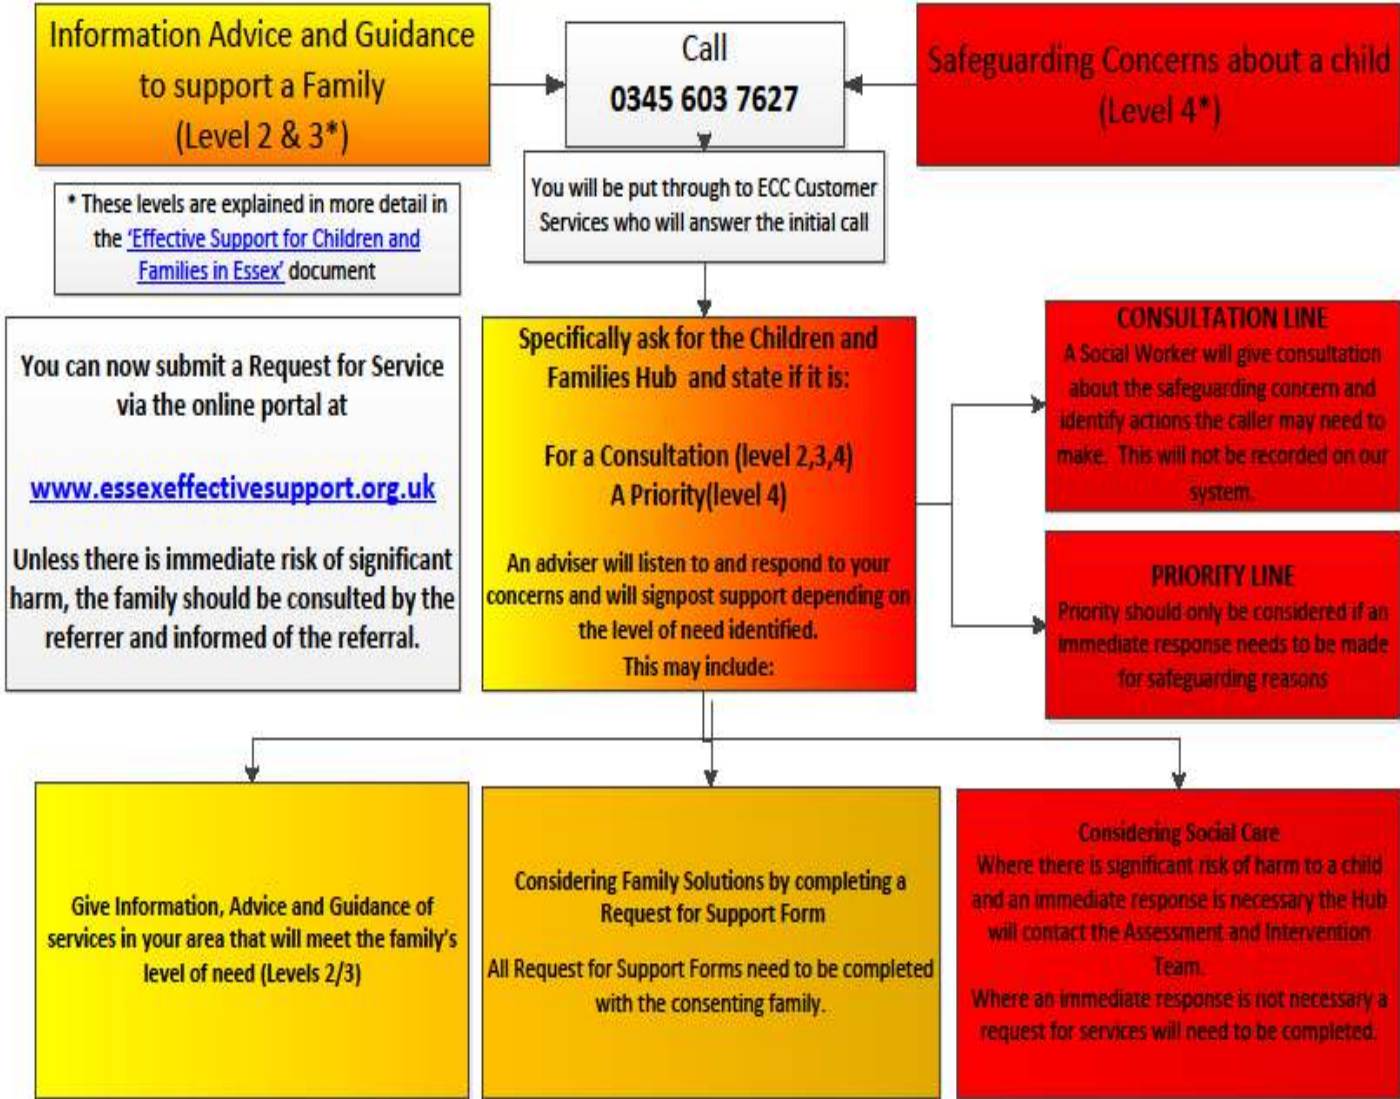 Information Advice and Guidance
to support a Family
(Level 2 & 3*)
Call
0345 603 7627
Safeguarding Concerns about a child
(Level 4*)
You will be put through to ECC Customer
Services who will answer the initial call
* These levels are explained in more detail in
the 'Effective Support for Children and
Families in Essex' document
You can now submit a Request for Service
via the online portal at
www.essexeffectivesupport.org.uk
Unless there is immediate risk of significant
harm, the family should be consulted by the
referrer and informed of the referral.
Specifically ask for the Children and
Families Hub and state if it is:
For a Consultation (level 2,3,4)
A Priority(level 4)
An adviser will listen to and respond to your
concerns and will signpost support depending on
the level of need identified.
This may include:
CONSULTATION LINE
A Social Worker will give consultation
about the safeguarding concern and
identify actions the caller may need to
make. This will not be recorded on our
system.
PRIORITY LINE
Priority should only be considered if an
immediate response needs to be made
for safeguarding reasons
Give Information, Advice and Guidance of
services in your area that will meet the family's
level of need (Levels 2/3)
Considering Family Solutions by completing a
Request for Support Form
All Request for Support Forms need to be completed
with the consenting family.
Considering Social Care
Where there is significant risk of harm to a child
and an immediate response is necessary the Hub
will contact the Assessment and Intervention
Team.
Where an immediate response is not necessary a
request for services will need to be completed.